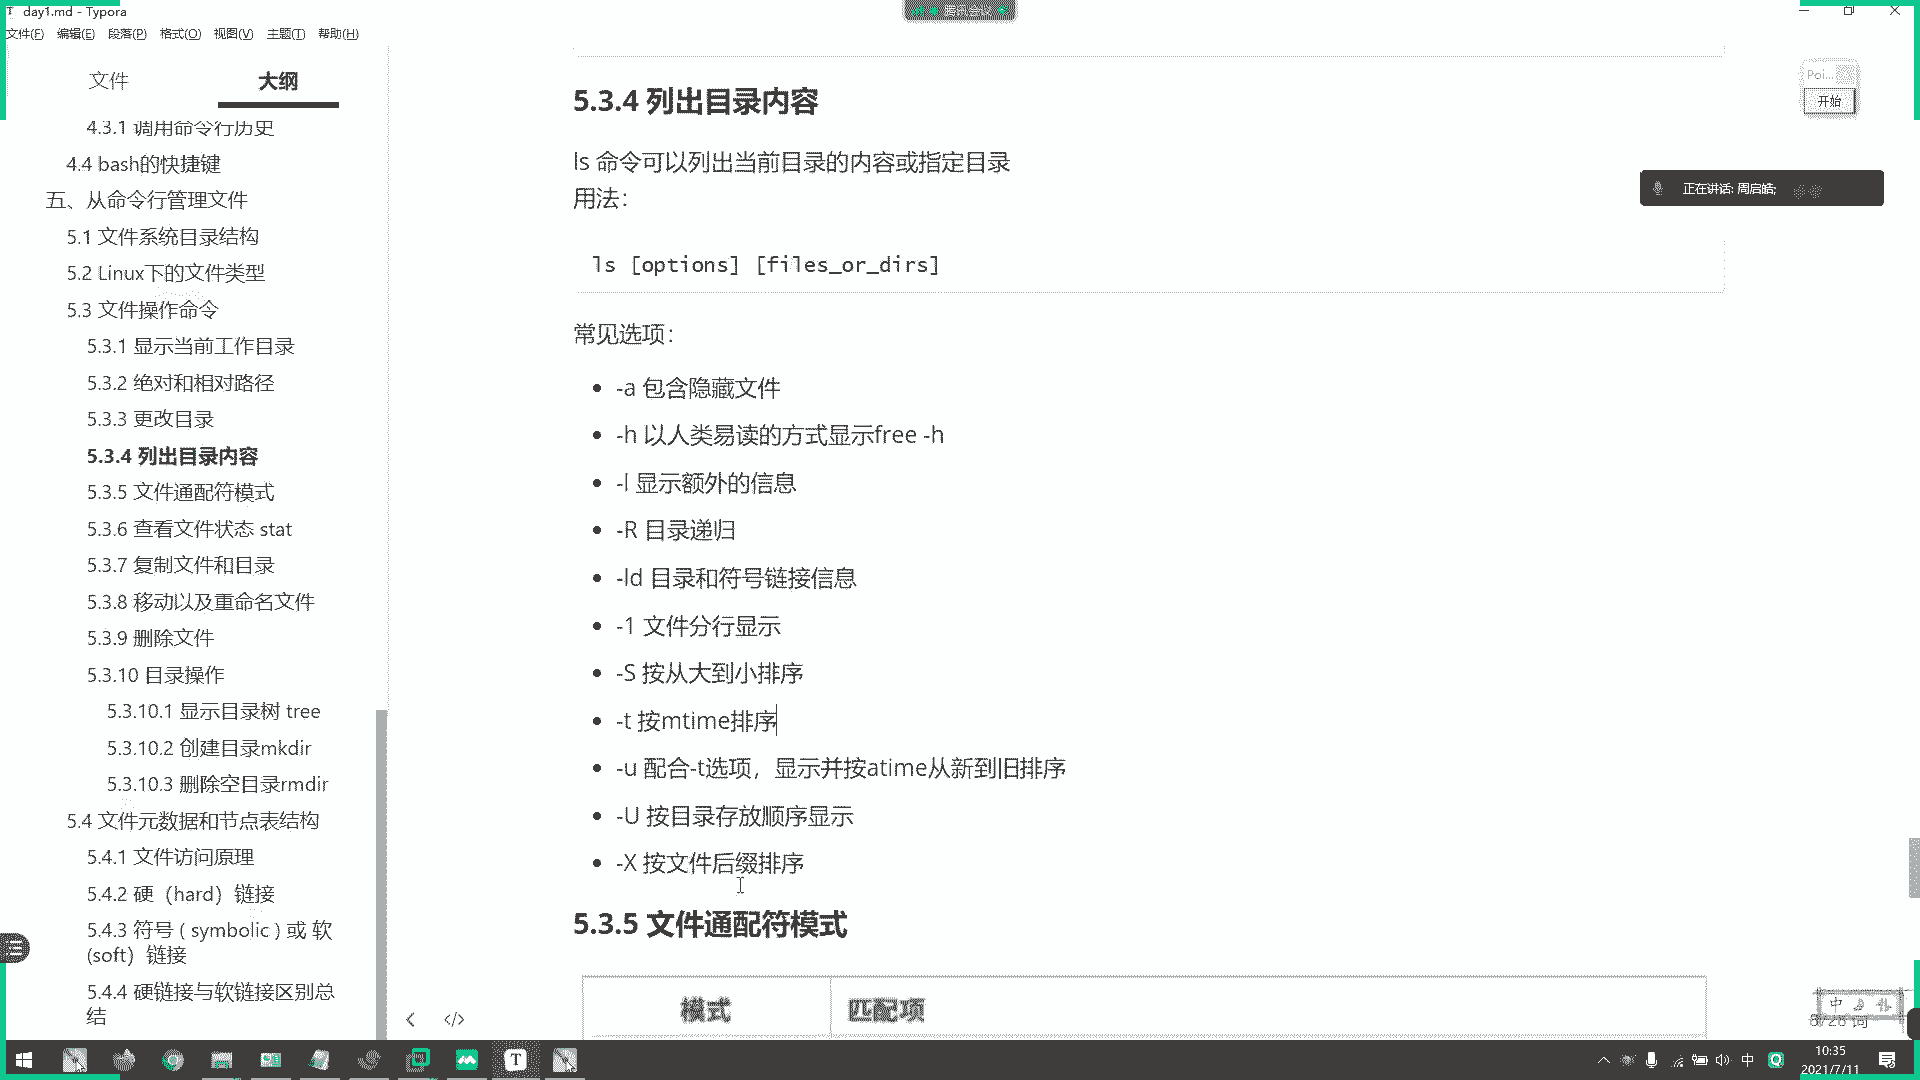 day1.md - Typora
腾讯会议
文件(F) 编辑(E) 段落(P) 格式(O) 视图(V) 主题(T) 帮助(H)
文件 大纲
4.3.1 调用命令行历史
4.4 bash的快捷键
五、从命令行管理文件
5.1 文件系统目录结构
5.2 Linux下的文件类型
5.3 文件操作命令
5.3.1 显示当前工作目录
5.3.2 绝对和相对路径
5.3.3 更改目录
5.3.4 列出目录内容
5.3.5 文件通配符模式
5.3.6 查看文件状态 stat
5.3.7 复制文件和目录
5.3.8 移动以及重命名文件
5.3.9 删除文件
5.3.10 目录操作
5.3.10.1 显示目录树 tree
5.3.10.2 创建目录mkdir
5.3.10.3 删除空目录rmdir
5.4 文件元数据和节点表结构
5.4.1 文件访问原理
5.4.2 硬（hard）链接
5.4.3 符号 ( symbolic ) 或 软
(soft）链接
5.4.4 硬链接与软链接区别总
结
5.3.4 列出目录内容
ls 命令可以列出当前目录的内容或指定目录
用法：
ls [options] [files_or_dirs]
常见选项：
-a 包含隐藏文件
-h 以人类易读的方式显示free -h
-l 显示额外的信息
-R 目录递归
-ld 目录和符号链接信息
-1 文件分行显示
-S 按从大到小排序
-t 按mtime排序
-u 配合-t选项，显示并按atime从新到旧排序
-U 按目录存放顺序显示
-X 按文件后缀排序
5.3.5 文件通配符模式
模式 匹配项
Poi...
开始
正在讲话: 周启皓;
中
词
中
10:35
2021/7/11